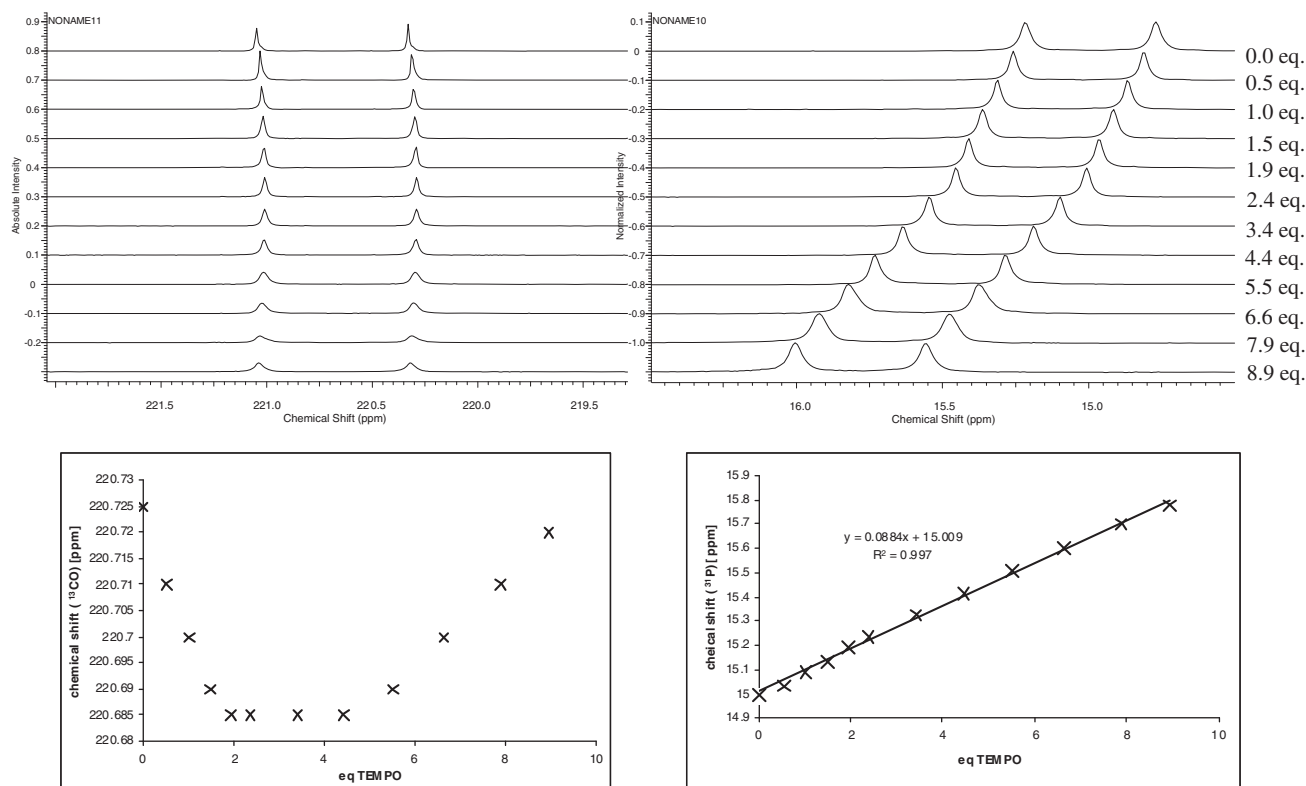 NONAME11
0.9
0.8
0.7
0.6
0.5
0.4
0.3
0.2
0.1
0
-0.1
-0.2
Absolute Intensity
221.5
221.0
220.5
220.0
219.5
Chemical Shift (ppm)
NONAME10
0.1
0
-0.1
-0.2
-0.3
-0.4
-0.5
-0.6
-0.7
-0.8
-0.9
-1.0
Normalized Intensity
16.0
15.5
15.0
Chemical Shift (ppm)
0.0 eq.
0.5 eq.
1.0 eq.
1.5 eq.
1.9 eq.
2.4 eq.
3.4 eq.
4.4 eq.
5.5 eq.
6.6 eq.
7.9 eq.
8.9 eq.
220.73
220.725
220.72
220.715
220.71
220.705
220.7
220.695
220.69
220.685
220.68
chemical shift ( ¹³CO) [ppm]
0
2
4
6
8
10
eq TEMPO
15.9
15.8
15.7
15.6
15.5
15.4
15.3
15.2
15.1
15
14.9
cheical shift ( ³¹P) [ ppm]
y = 0.0884x + 15.009
R² = 0.997
0
2
4
6
8
10
eq TEMPO